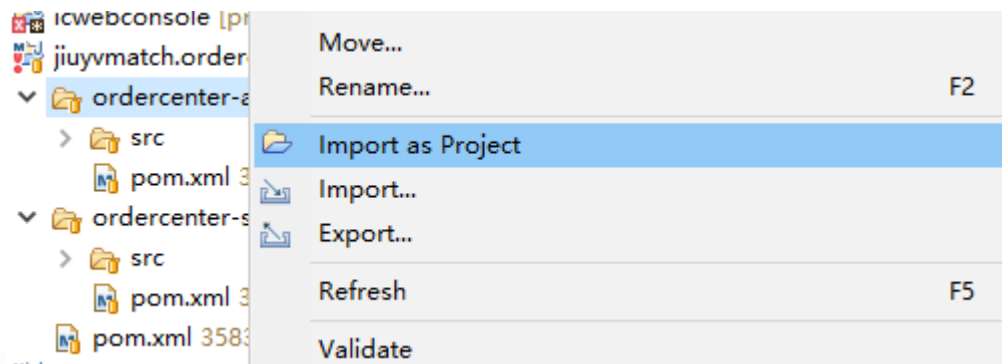 icwebconsole [pr
jiuyvmatch.order
ordercenter-a
src
pom.xml 3
ordercenter-s
src
pom.xml 3
pom.xml 3583
Move...
Rename... F2
Import as Project
Import...
Export...
Refresh F5
Validate